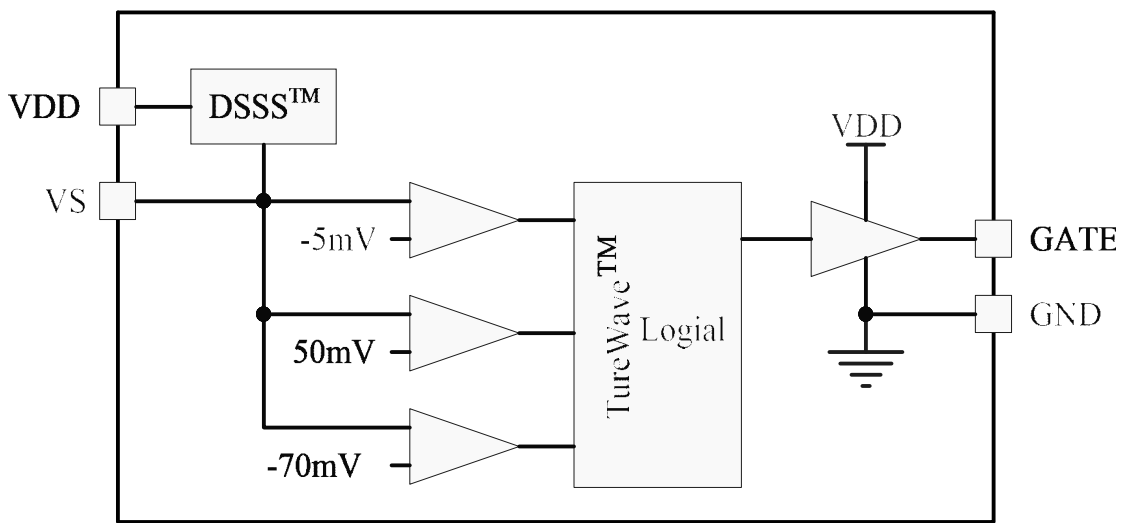 VDD
DSSS™
VS
-5mV
50mV
-70mV
TureWave™
Logial
VDD
GATE
GND